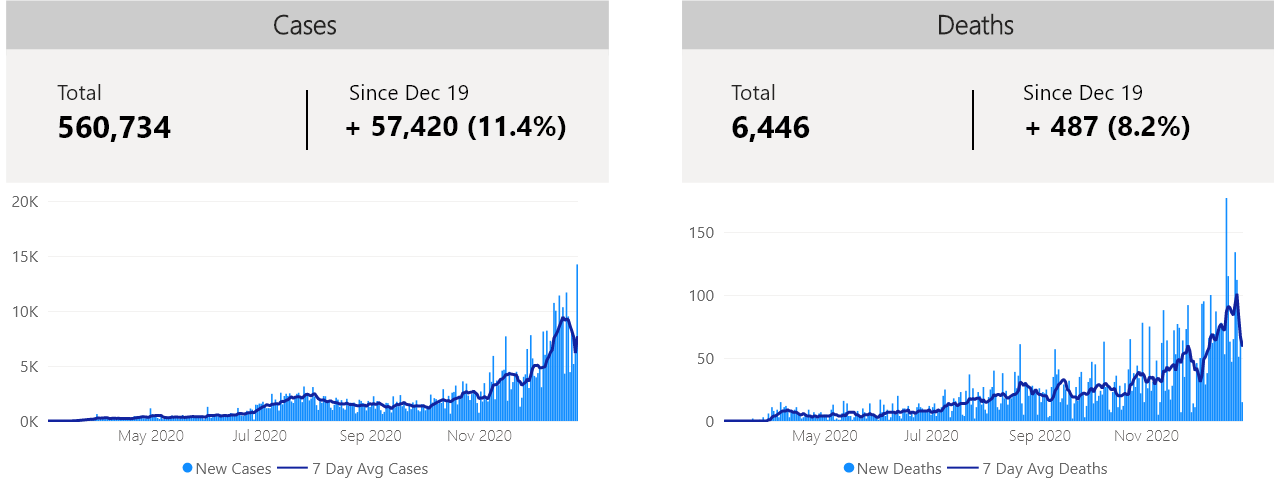 Cases
Total
560,734
Since Dec 19
+ 57,420 (11.4%)
20K
15K
10K
5K
0K
May 2020
Jul 2020
Sep 2020
Nov 2020
New Cases
7 Day Avg Cases
Deaths
Total
6,446
Since Dec 19
+ 487 (8.2%)
150
100
50
0
May 2020
Jul 2020
Sep 2020
Nov 2020
New Deaths
7 Day Avg Deaths